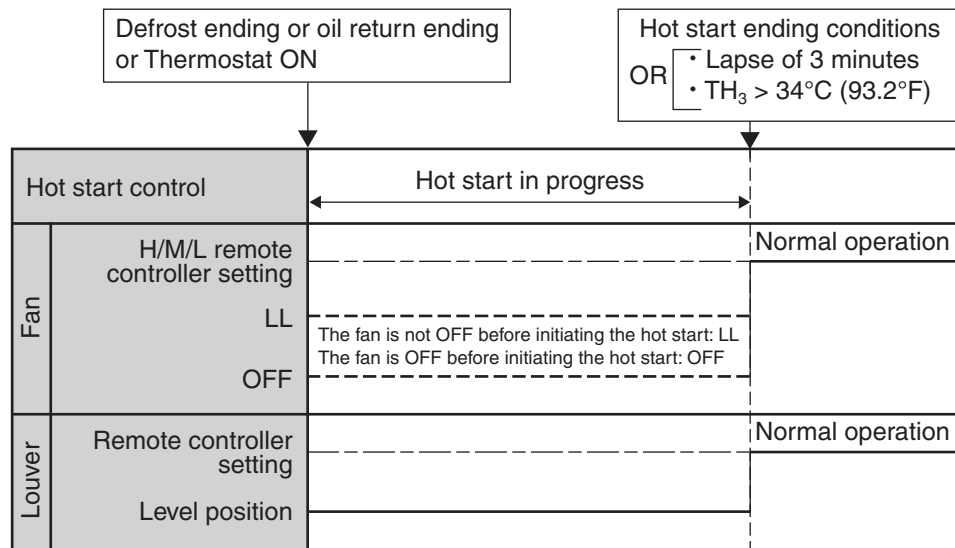 Defrost ending or oil return ending
or Thermostat ON
Hot start ending conditions
OR
・Lapse of 3 minutes
・TH₃ > 34°C (93.2°F)
Hot start control
Hot start in progress
Fan
H/M/L remote
controller setting
Normal operation
LL
The fan is not OFF before initiating the hot start: LL
The fan is OFF before initiating the hot start: OFF
OFF
Louver
Remote controller
setting
Normal operation
Level position